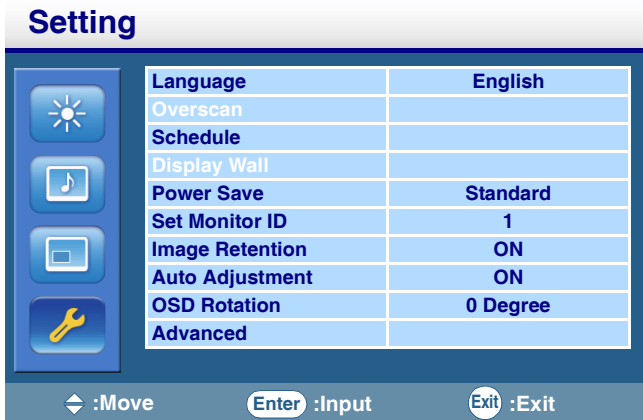 Setting
Language English
Overscan
Schedule
Display Wall
Power Save Standard
Set Monitor ID 1
Image Retention ON
Auto Adjustment ON
OSD Rotation 0 Degree
Advanced
:Move Enter :Input Exit :Exit